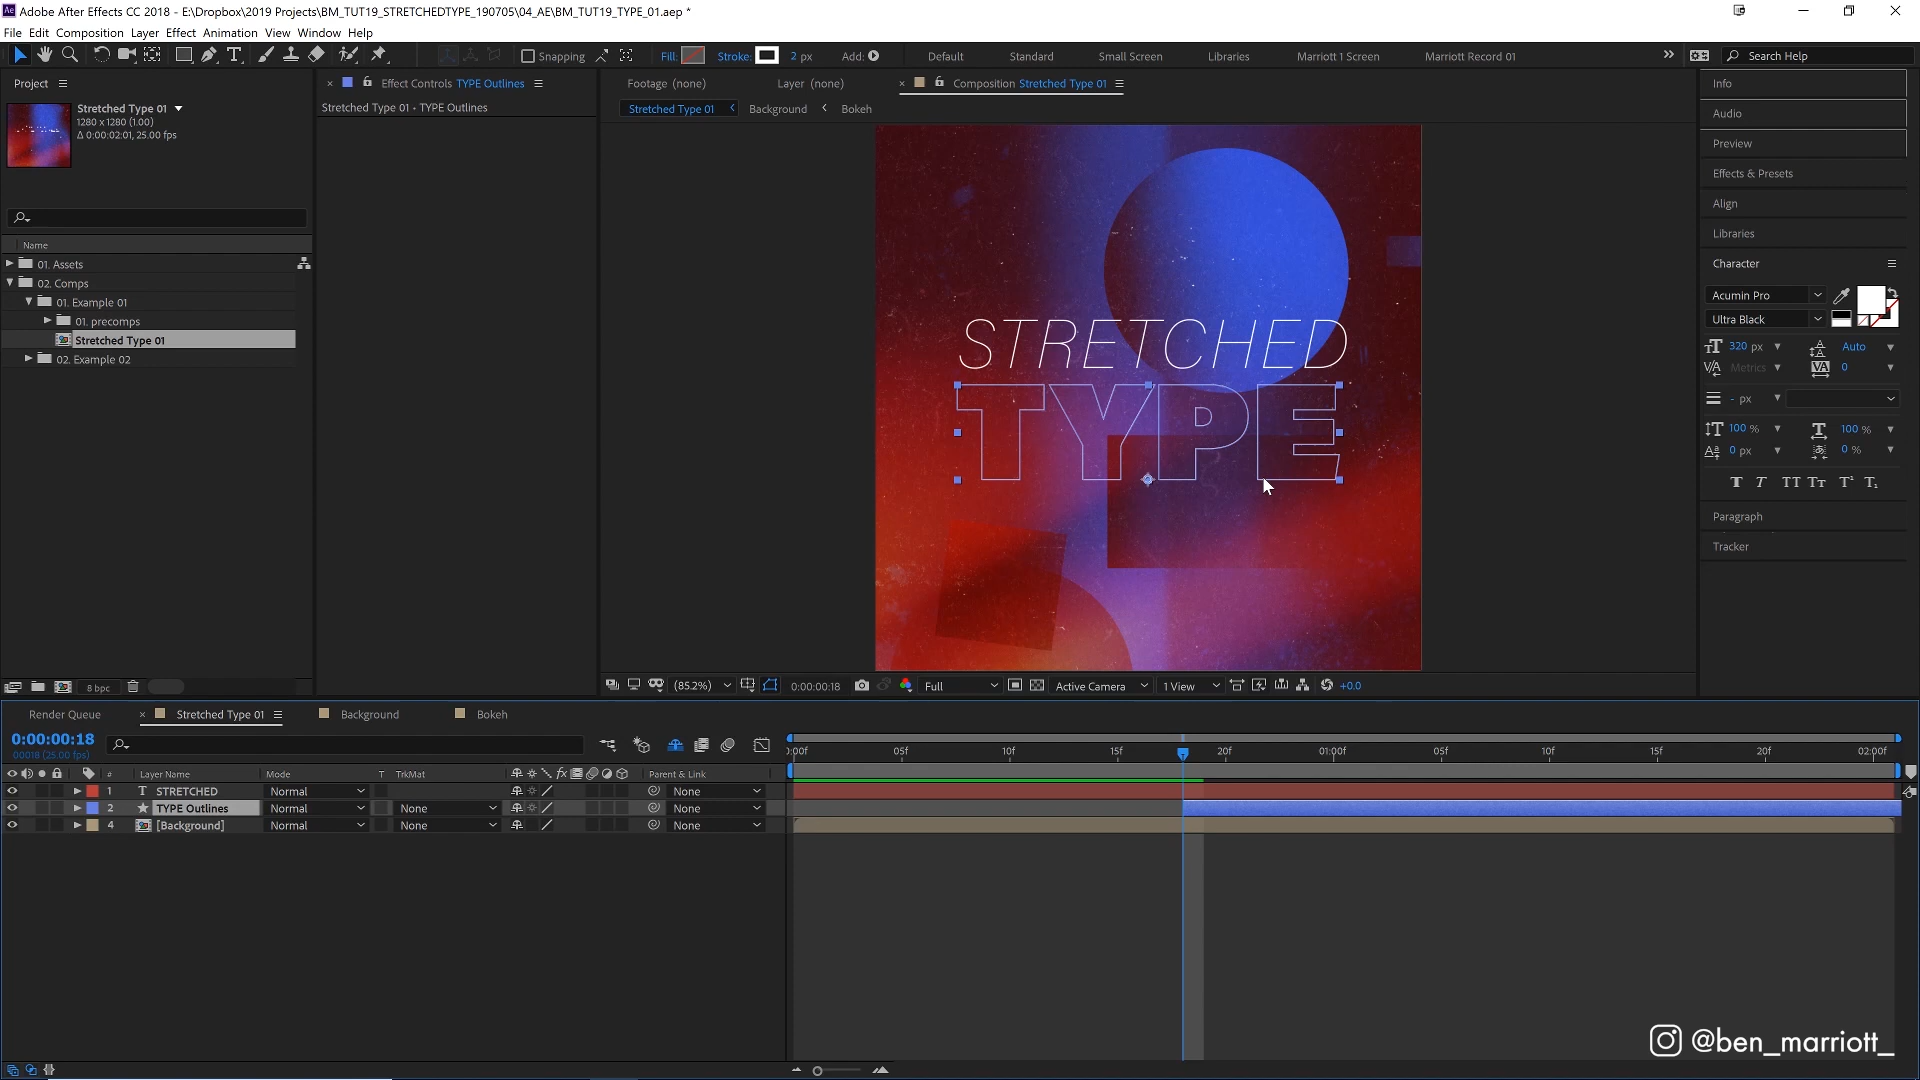 Adobe After Effects CC 2018 - E:\Dropbox\2019 Projects\BM_TUT19_STRETCHEDTYPE_190705\04_AE\BM_TUT19_TYPE_01.aep *
File Edit Composition Layer Effect Animation View Window Help
Snapping Fill: Stroke: 2 px Add: Default Standard Small Screen Libraries Marriott 1 Screen Marriott Record 01 Search Help
Project Effect Controls TYPE Outlines Footage (none) Layer (none) Composition Stretched Type 01 Info
Stretched Type 01 Stretched Type 01 • TYPE Outlines Stretched Type 01 Background Bokeh Audio
1280 x 1280 (1.00)
Δ 0:00:02:01, 25.00 fps
Preview
Effects & Presets
Align
Libraries
Name
01. Assets
02. Comps
01. Example 01
01. precomps
Stretched Type 01
02. Example 02
STRETCHED
TYPE
Character
Acumin Pro
Ultra Black
320 px Auto
Metrics 0
- px
100 % 100 %
0 px 0 %
T T TT Tt T¹ T₁
Paragraph
Tracker
8 bpc (85.2%) 0:00:00:18 Full Active Camera 1 View +0.0
Render Queue Stretched Type 01 Background Bokeh
0:00:00:18
00018 (25.00 fps)
:00f 05f 10f 15f 20f 01:00f 05f 10f 15f 20f 02:00f
# Layer Name Mode T TrkMat fx Parent & Link
1 T STRETCHED Normal None
2 TYPE Outlines Normal None None
4 [Background] Normal None None
@ben_marriott_